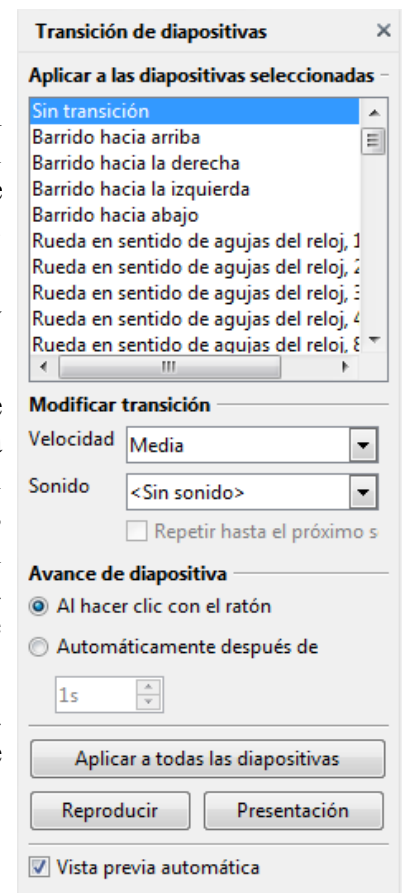 Transición de diapositivas
Aplicar a las diapositivas seleccionadas
Sin transición
Barrido hacia arriba
Barrido hacia la derecha
Barrido hacia la izquierda
Barrido hacia abajo
Rueda en sentido de agujas del reloj, 1
Rueda en sentido de agujas del reloj, 2
Rueda en sentido de agujas del reloj, 3
Rueda en sentido de agujas del reloj, 4
Rueda en sentido de agujas del reloj, 8
Modificar transición
Velocidad Media
Sonido <Sin sonido>
Repetir hasta el próximo s
Avance de diapositiva
Al hacer clic con el ratón
Automáticamente después de
1s
Aplicar a todas las diapositivas
Reproducir Presentación
Vista previa automática